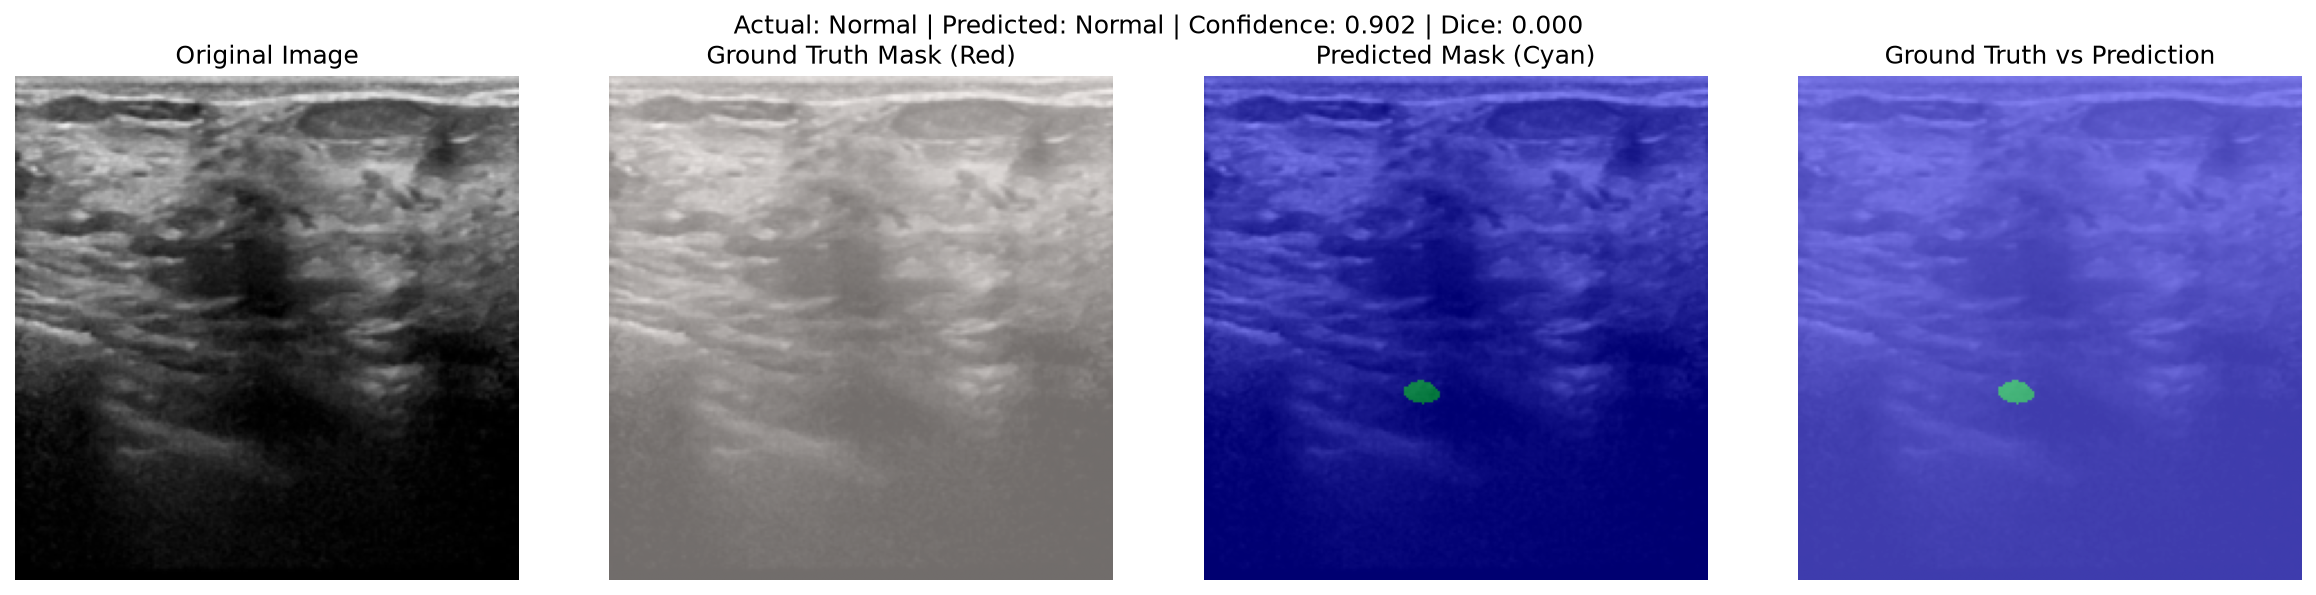 Actual: Normal | Predicted: Normal | Confidence: 0.902 | Dice: 0.000
Original Image
Ground Truth Mask (Red)
Predicted Mask (Cyan)
Ground Truth vs Prediction